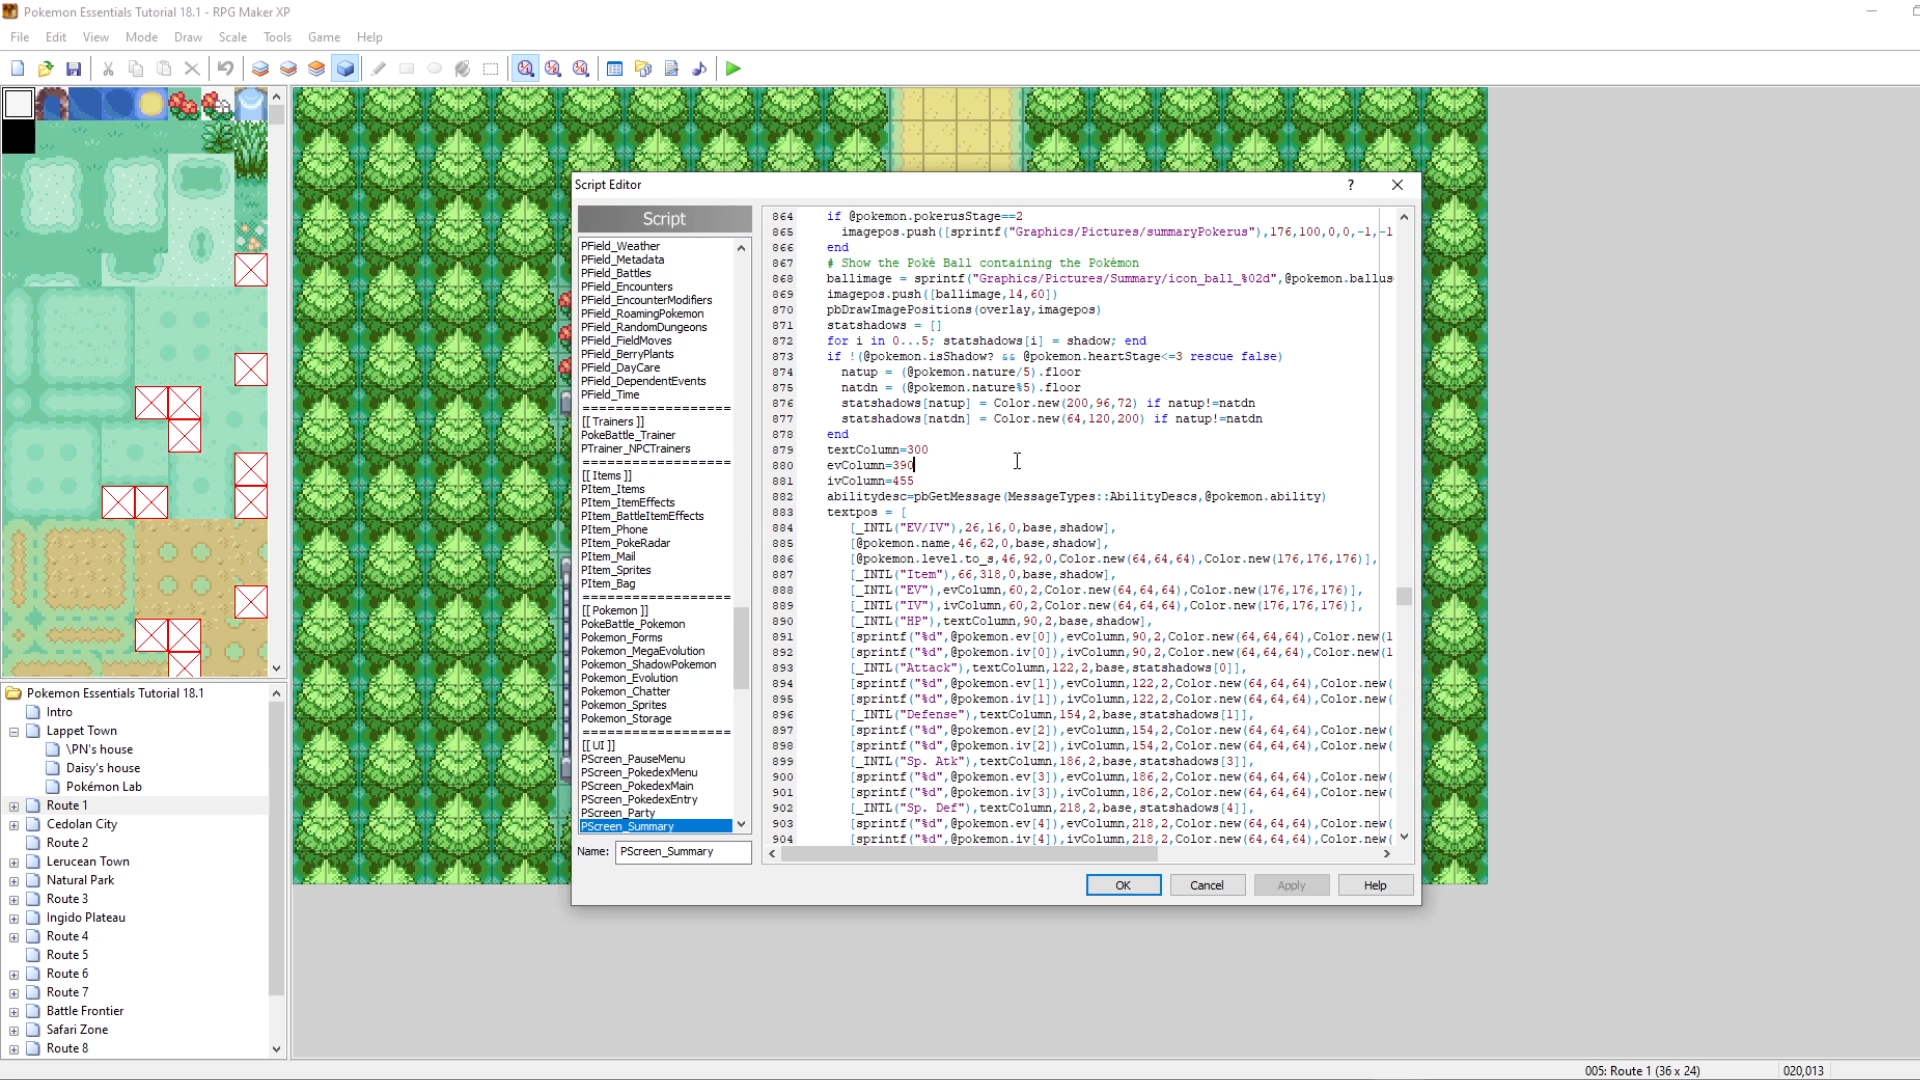 Pokemon Essentials Tutorial 18.1 - RPG Maker XP
File Edit View Mode Draw Scale Tools Game Help
Script Editor
?
Script
PField_Weather
PField_Metadata
PField_Battles
PField_Encounters
PField_EncounterModifiers
PField_RoamingPokemon
PField_RandomDungeons
PField_FieldMoves
PField_BerryPlants
PField_DayCare
PField_DependentEvents
PField_Time
====================
[[ Trainers ]]
PokeBattle_Trainer
PTrainer_NPCTrainers
====================
[[ Items ]]
PItem_Items
PItem_ItemEffects
PItem_BattleItemEffects
PItem_Phone
PItem_PokeRadar
PItem_Mail
PItem_Sprites
PItem_Bag
====================
[[ Pokemon ]]
PokeBattle_Pokemon
Pokemon_Forms
Pokemon_MegaEvolution
Pokemon_ShadowPokemon
Pokemon_Evolution
Pokemon_Chatter
Pokemon_Sprites
Pokemon_Storage
====================
[[ UI ]]
PScreen_PauseMenu
PScreen_PokedexMenu
PScreen_PokedexMain
PScreen_PokedexEntry
PScreen_Party
PScreen_Summary
Name: PScreen_Summary
864 if @pokemon.pokerusStage==2
865 imagepos.push([sprintf("Graphics/Pictures/summaryPokerus"),176,100,0,0,-1,-1
866 end
867 # Show the Poké Ball containing the Pokémon
868 ballimage = sprintf("Graphics/Pictures/Summary/icon_ball_%02d",@pokemon.ballus
869 imagepos.push([ballimage,14,60])
870 pbDrawImagePositions(overlay,imagepos)
871 statshadows = []
872 for i in 0...5; statshadows[i] = shadow; end
873 if !(@pokemon.isShadow? && @pokemon.heartStage<=3 rescue false)
874 natup = (@pokemon.nature/5).floor
875 natdn = (@pokemon.nature%5).floor
876 statshadows[natup] = Color.new(200,96,72) if natup!=natdn
877 statshadows[natdn] = Color.new(64,120,200) if natup!=natdn
878 end
879 textColumn=300
880 evColumn=390
881 ivColumn=455
882 abilitydesc=pbGetMessage(MessageTypes::AbilityDescs,@pokemon.ability)
883 textpos = [
884 [_INTL("EV/IV"),26,16,0,base,shadow],
885 [@pokemon.name,46,62,0,base,shadow],
886 [@pokemon.level.to_s,46,92,0,Color.new(64,64,64),Color.new(176,176,176)],
887 [_INTL("Item"),66,318,0,base,shadow],
888 [_INTL("EV"),evColumn,60,2,Color.new(64,64,64),Color.new(176,176,176)],
889 [_INTL("IV"),ivColumn,60,2,Color.new(64,64,64),Color.new(176,176,176)],
890 [_INTL("HP"),textColumn,90,2,base,shadow],
891 [sprintf("%d",@pokemon.ev[0]),evColumn,90,2,Color.new(64,64,64),Color.new(1
892 [sprintf("%d",@pokemon.iv[0]),ivColumn,90,2,Color.new(64,64,64),Color.new(1
893 [_INTL("Attack"),textColumn,122,2,base,statshadows[0]],
894 [sprintf("%d",@pokemon.ev[1]),evColumn,122,2,Color.new(64,64,64),Color.new(
895 [sprintf("%d",@pokemon.iv[1]),ivColumn,122,2,Color.new(64,64,64),Color.new(
896 [_INTL("Defense"),textColumn,154,2,base,statshadows[1]],
897 [sprintf("%d",@pokemon.ev[2]),evColumn,154,2,Color.new(64,64,64),Color.new(
898 [sprintf("%d",@pokemon.iv[2]),ivColumn,154,2,Color.new(64,64,64),Color.new(
899 [_INTL("Sp. Atk"),textColumn,186,2,base,statshadows[3]],
900 [sprintf("%d",@pokemon.ev[3]),evColumn,186,2,Color.new(64,64,64),Color.new(
901 [sprintf("%d",@pokemon.iv[3]),ivColumn,186,2,Color.new(64,64,64),Color.new(
902 [_INTL("Sp. Def"),textColumn,218,2,base,statshadows[4]],
903 [sprintf("%d",@pokemon.ev[4]),evColumn,218,2,Color.new(64,64,64),Color.new(
904 [sprintf("%d",@pokemon.iv[4]),ivColumn,218,2,Color.new(64,64,64),Color.new(
OK Cancel Apply Help
Pokemon Essentials Tutorial 18.1
Intro
Lappet Town
\PN's house
Daisy's house
Pokémon Lab
Route 1
Cedolan City
Route 2
Lerucean Town
Natural Park
Route 3
Ingido Plateau
Route 4
Route 5
Route 6
Route 7
Battle Frontier
Safari Zone
Route 8
005: Route 1 (36 x 24) 020,013